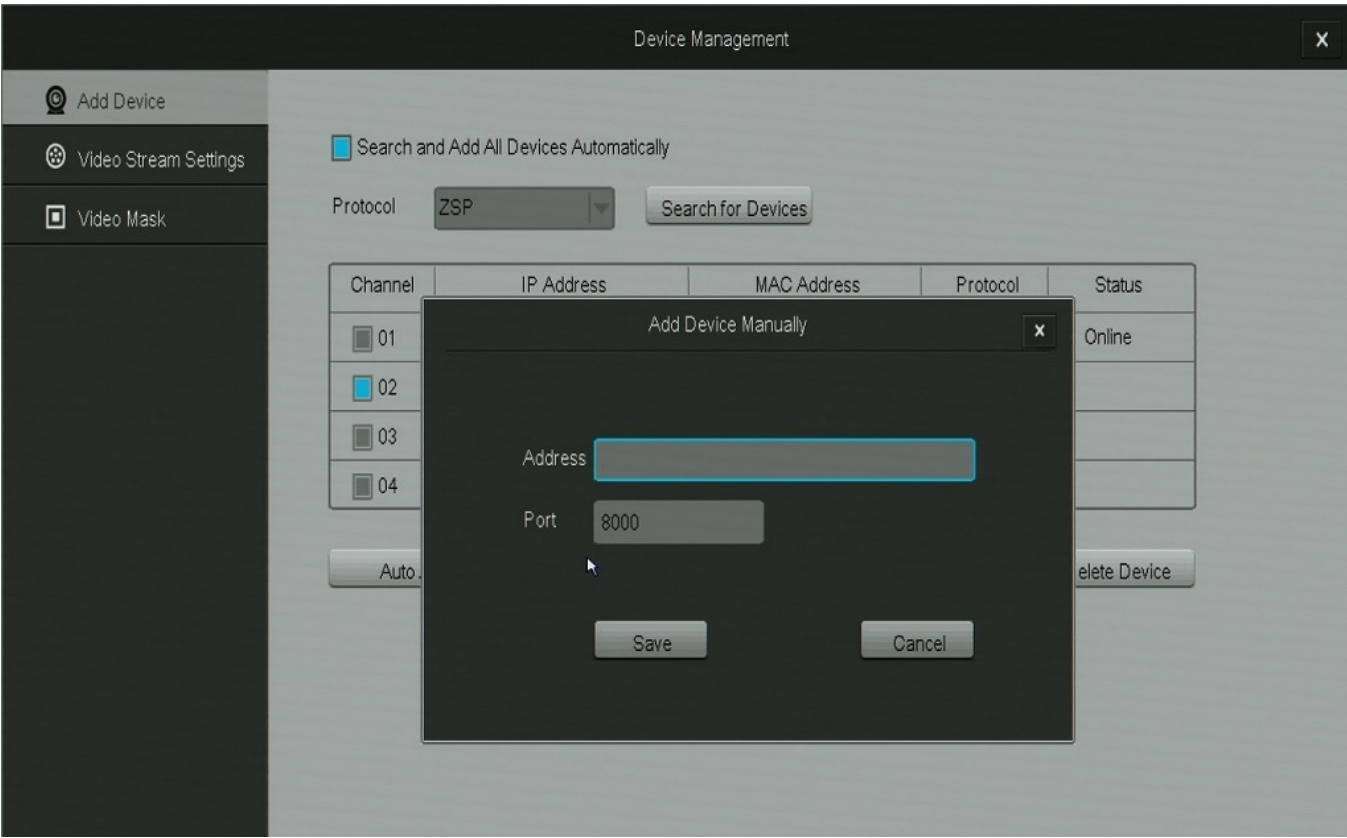 Device Management
x
Add Device
Video Stream Settings
Video Mask
Search and Add All Devices Automatically
Protocol ZSP Search for Devices
Channel IP Address MAC Address Protocol Status
01 Online
02
03
04
Add Device Manually x
Address
Port 8000
Save Cancel
Auto. elete Device